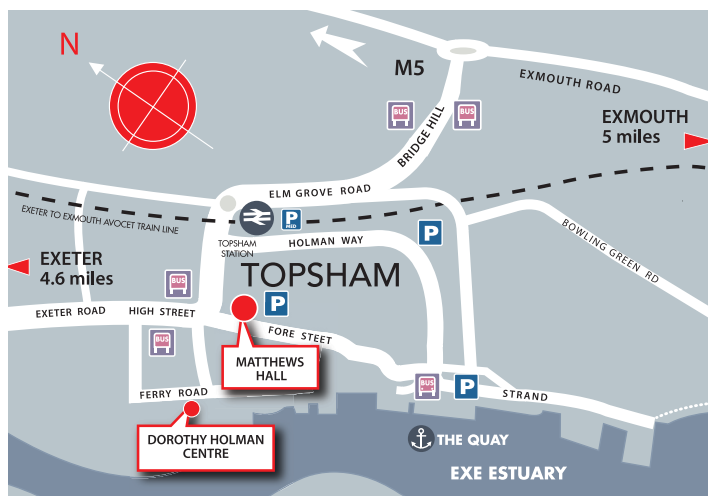 N
M5
EXMOUTH ROAD
BUS
BUS
BRIDGE HILL
EXMOUTH
5 miles
ELM GROVE ROAD
EXETER TO EXMOUTH AVOCET TRAIN LINE
P
MED
TOPSHAM
STATION
HOLMAN WAY
P
BOWLING GREEN RD
EXETER
4.6 miles
TOPSHAM
BUS
P
EXETER ROAD
HIGH STREET
FORE STEET
BUS
MATTHEWS
HALL
BUS
P
FERRY ROAD
STRAND
DOROTHY HOLMAN
CENTRE
THE QUAY
EXE ESTUARY